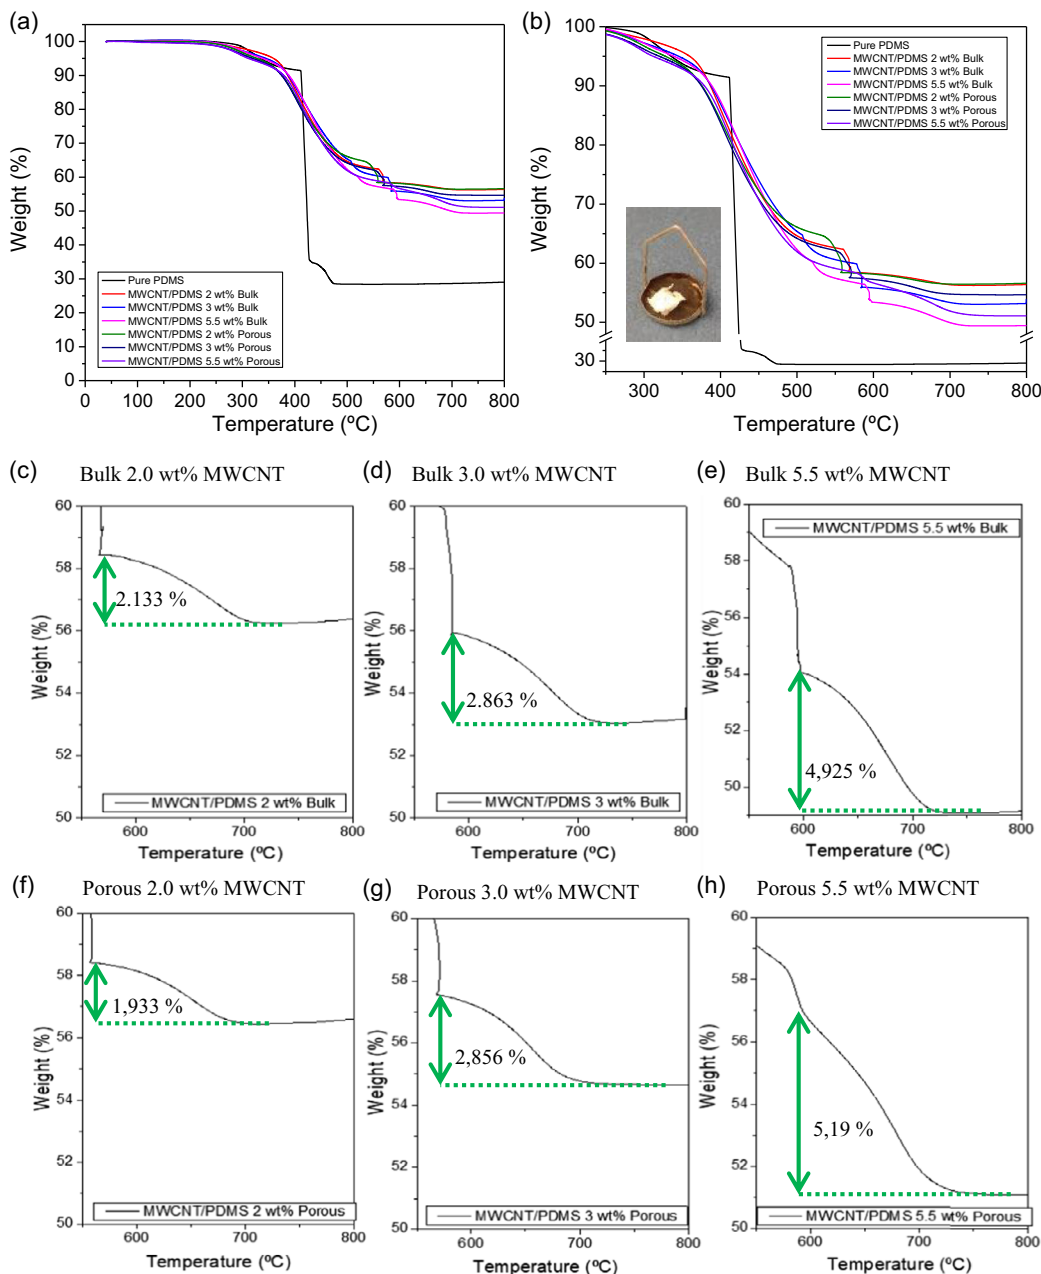 (a)
100
90
80
70
60
50
40
30
20
10
0
Weight (%)
Pure PDMS
MWCNT/PDMS 2 wt% Bulk
MWCNT/PDMS 3 wt% Bulk
MWCNT/PDMS 5.5 wt% Bulk
MWCNT/PDMS 2 wt% Porous
MWCNT/PDMS 3 wt% Porous
MWCNT/PDMS 5.5 wt% Porous
0 100 200 300 400 500 600 700 800
Temperature (ºC)
(b)
100
90
80
70
60
50
30
Weight (%)
Pure PDMS
MWCNT/PDMS 2 wt% Bulk
MWCNT/PDMS 3 wt% Bulk
MWCNT/PDMS 5.5 wt% Bulk
MWCNT/PDMS 2 wt% Porous
MWCNT/PDMS 3 wt% Porous
MWCNT/PDMS 5.5 wt% Porous
300 400 500 600 700 800
Temperature (ºC)
(c)
Bulk 2.0 wt% MWCNT
60
58
56
54
52
50
Weight (%)
2.133 %
MWCNT/PDMS 2 wt% Bulk
600 700 800
Temperature (ºC)
(d)
Bulk 3.0 wt% MWCNT
60
58
56
54
52
50
Weight (%)
2.863 %
MWCNT/PDMS 3 wt% Bulk
600 700 800
Temperature (ºC)
(e)
Bulk 5.5 wt% MWCNT
60
58
56
54
52
50
Weight (%)
MWCNT/PDMS 5.5 wt% Bulk
4,925 %
600 700 800
Temperature (ºC)
(f)
Porous 2.0 wt% MWCNT
60
58
56
54
52
50
Weight (%)
1,933 %
MWCNT/PDMS 2 wt% Porous
600 700 800
Temperature (ºC)
(g)
Porous 3.0 wt% MWCNT
60
58
56
54
52
50
Weight (%)
2,856 %
MWCNT/PDMS 3 wt% Porous
600 700 800
Temperature (ºC)
(h)
Porous 5.5 wt% MWCNT
60
58
56
54
52
50
Weight (%)
5,19 %
MWCNT/PDMS 5.5 wt% Porous
600 700 800
Temperature (ºC)